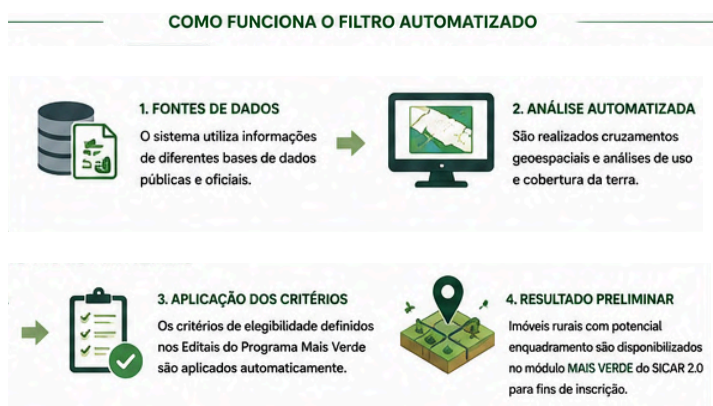 COMO FUNCIONA O FILTRO AUTOMATIZADO
1. FONTES DE DADOS
O sistema utiliza informações
de diferentes bases de dados
públicas e oficiais.
2. ANÁLISE AUTOMATIZADA
São realizados cruzamentos
geoespaciais e análises de uso
e cobertura da terra.
3. APLICAÇÃO DOS CRITÉRIOS
Os critérios de elegibilidade definidos
nos Editais do Programa Mais Verde
são aplicados automaticamente.
4. RESULTADO PRELIMINAR
Imóveis rurais com potencial
enquadramento são disponibilizados
no módulo MAIS VERDE do SICAR 2.0
para fins de inscrição.